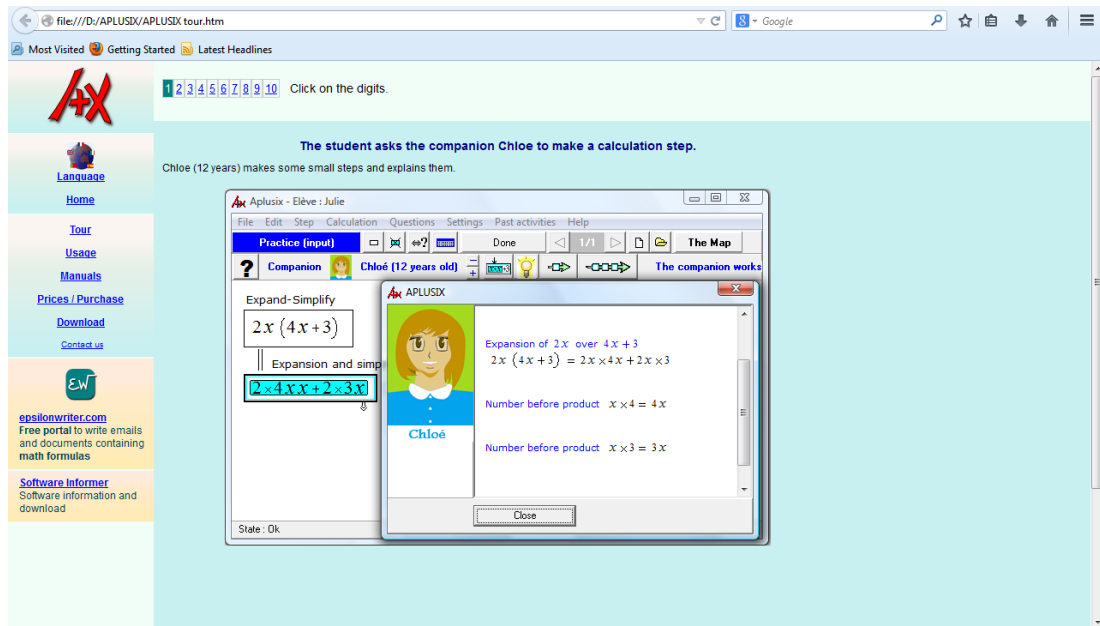 file:///D:/APLUSIX/APLUSIX tour.htm
8 Google
Most Visited Getting Started Latest Headlines
A+X
1 2 3 4 5 6 7 8 9 10 Click on the digits.
Language
Home
Tour
Usage
Manuals
Prices / Purchase
Download
Contact us
εW
epsilonwriter.com
Free portal to write emails
and documents containing
math formulas
Software Informer
Software information and
download
The student asks the companion Chloe to make a calculation step.
Chloe (12 years) makes some small steps and explains them.
Aplusix - Elève : Julie
File Edit Step Calculation Questions Settings Past activities Help
Practice (input) ⇔? Done 1/1 The Map
? Companion Chloé (12 years old) The companion works
Expand-Simplify
2x (4x+3)
Expansion and simp
2×4xx+2×3x
State : Ok
APLUSIX
Chloé
Expansion of 2x over 4x+3
2x (4x+3) = 2x×4x+2x×3
Number before product x×4 = 4x
Number before product x×3 = 3x
Close